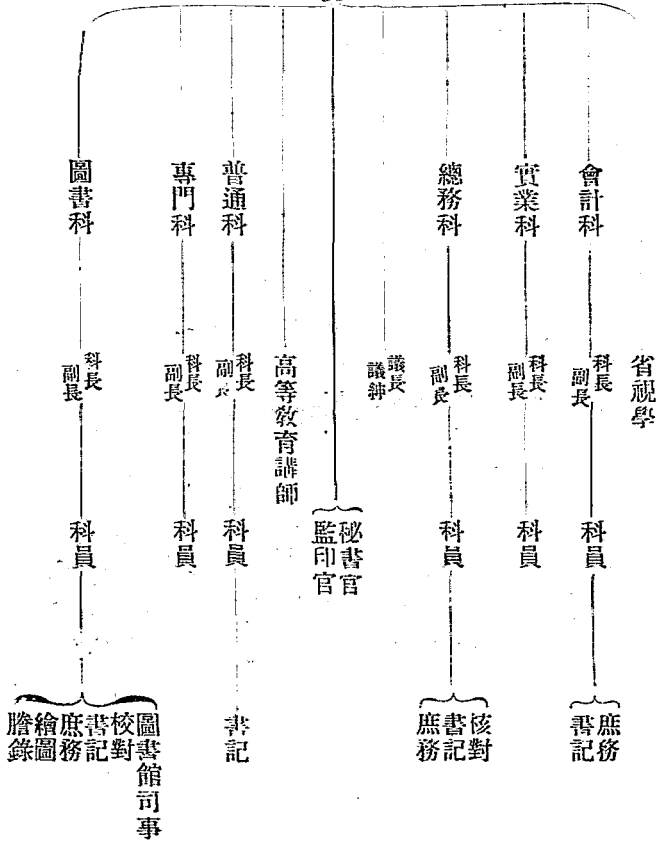 省視學
會計科
科長
副長
科員
庶務
書記
實業科
科長
副長
科員
總務科
科長
副長
科員
核對
書記
庶務
議長
議紳
秘書官
監印官
高等教育講師
普通科
科長
副長
科員
書記
專門科
科長
副長
科員
圖書科
科長
副長
科員
圖書館司事
校對
書記
庶務
繪圖
謄錄